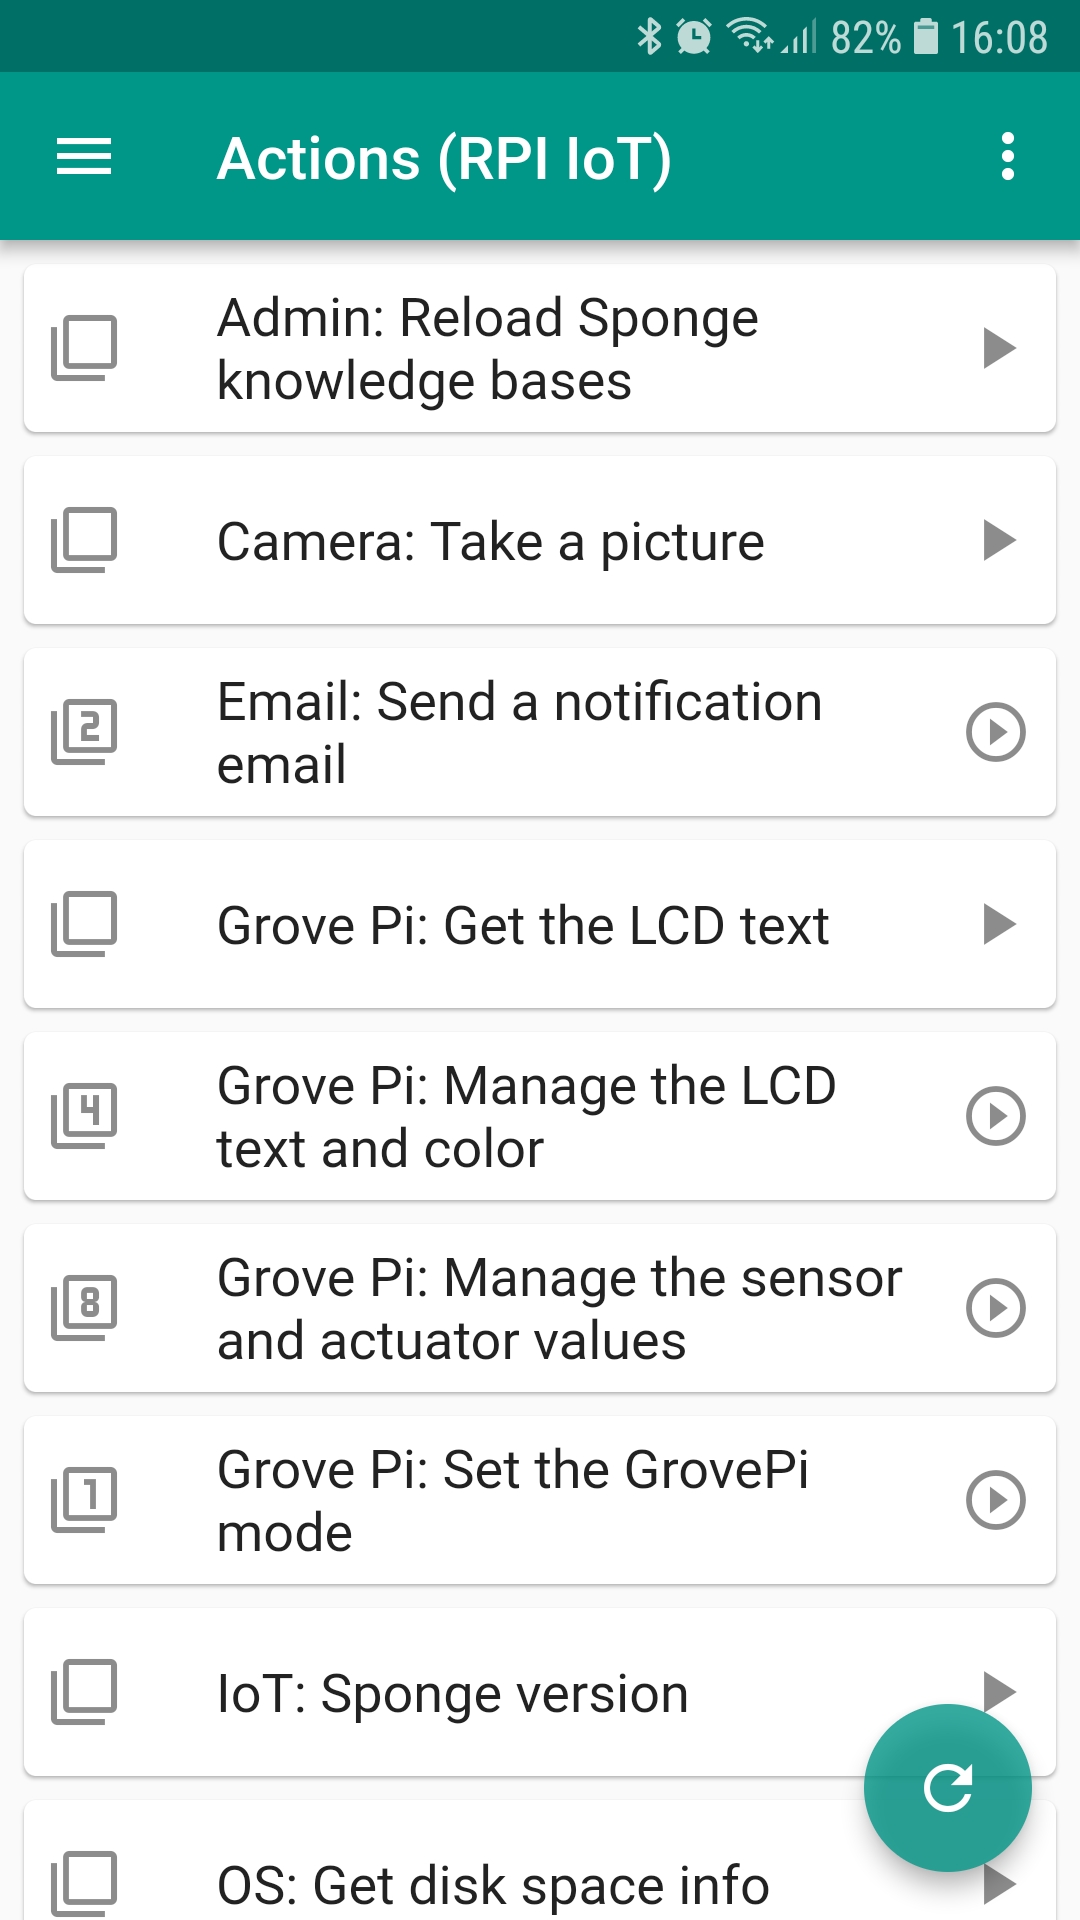 82% 16:08
Actions (RPI IoT)
Admin: Reload Sponge
knowledge bases
Camera: Take a picture
2
Email: Send a notification
email
Grove Pi: Get the LCD text
4
Grove Pi: Manage the LCD
text and color
8
Grove Pi: Manage the sensor
and actuator values
1
Grove Pi: Set the GrovePi
mode
IoT: Sponge version
OS: Get disk space info